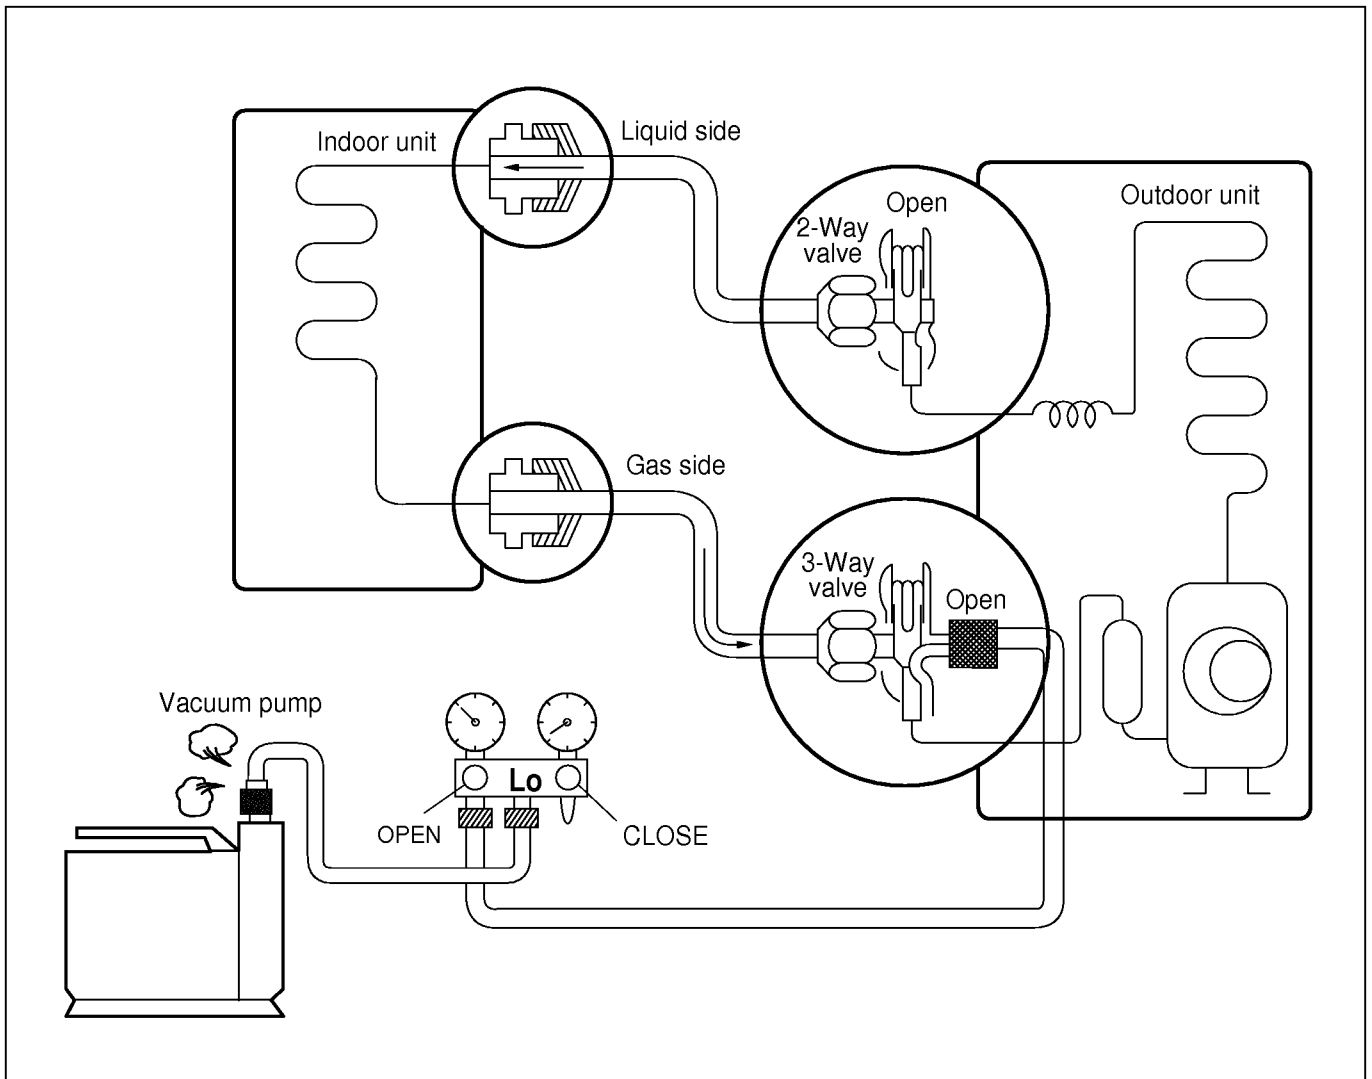 Indoor unit
Liquid side
Open
2-Way
valve
Outdoor unit
Gas side
3-Way
valve
Open
Vacuum pump
Lo
OPEN
CLOSE